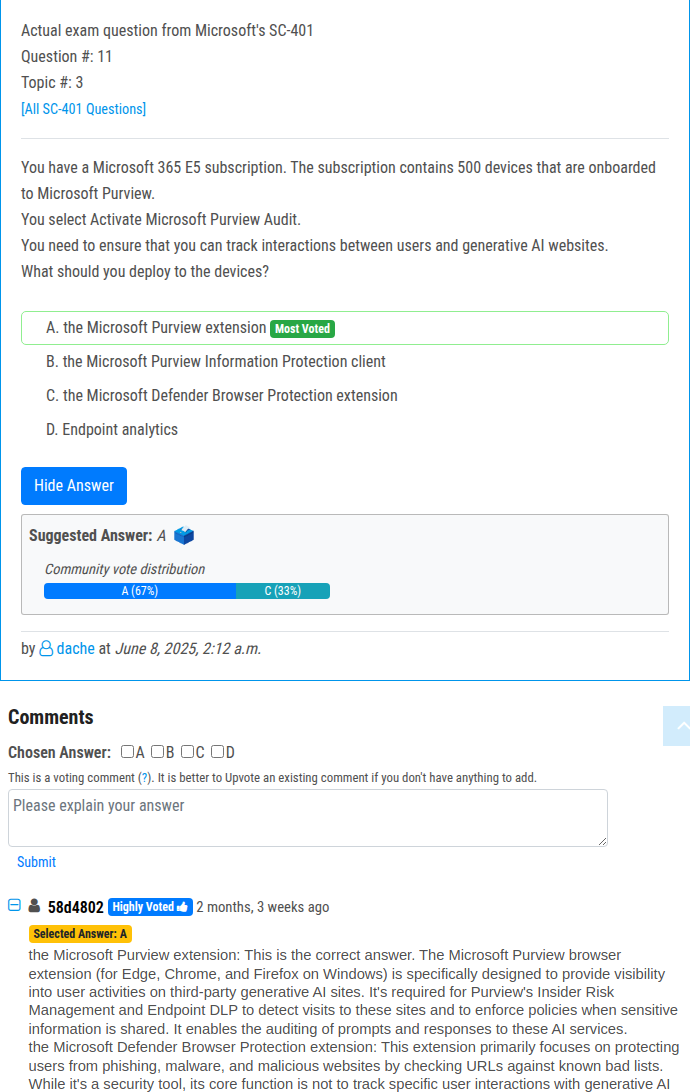 Actual exam question from Microsoft's SC-401
Question #: 11
Topic #: 3
[All SC-401 Questions]
You have a Microsoft 365 E5 subscription. The subscription contains 500 devices that are onboarded
to Microsoft Purview.
You select Activate Microsoft Purview Audit.
You need to ensure that you can track interactions between users and generative AI websites.
What should you deploy to the devices?
A. the Microsoft Purview extension Most Voted
B. the Microsoft Purview Information Protection client
C. the Microsoft Defender Browser Protection extension
D. Endpoint analytics
Hide Answer
Suggested Answer: A
Community vote distribution
A (67%) C (33%)
by dache at June 8, 2025, 2:12 a.m.
Comments
Chosen Answer: A B C D
This is a voting comment (?). It is better to Upvote an existing comment if you don't have anything to add.
Please explain your answer
Submit
58d4802 Highly Voted 2 months, 3 weeks ago
Selected Answer: A
the Microsoft Purview extension: This is the correct answer. The Microsoft Purview browser
extension (for Edge, Chrome, and Firefox on Windows) is specifically designed to provide visibility
into user activities on third-party generative AI sites. It's required for Purview's Insider Risk
Management and Endpoint DLP to detect visits to these sites and to enforce policies when sensitive
information is shared. It enables the auditing of prompts and responses to these AI services.
the Microsoft Defender Browser Protection extension: This extension primarily focuses on protecting
users from phishing, malware, and malicious websites by checking URLs against known bad lists.
While it's a security tool, its core function is not to track specific user interactions with generative AI